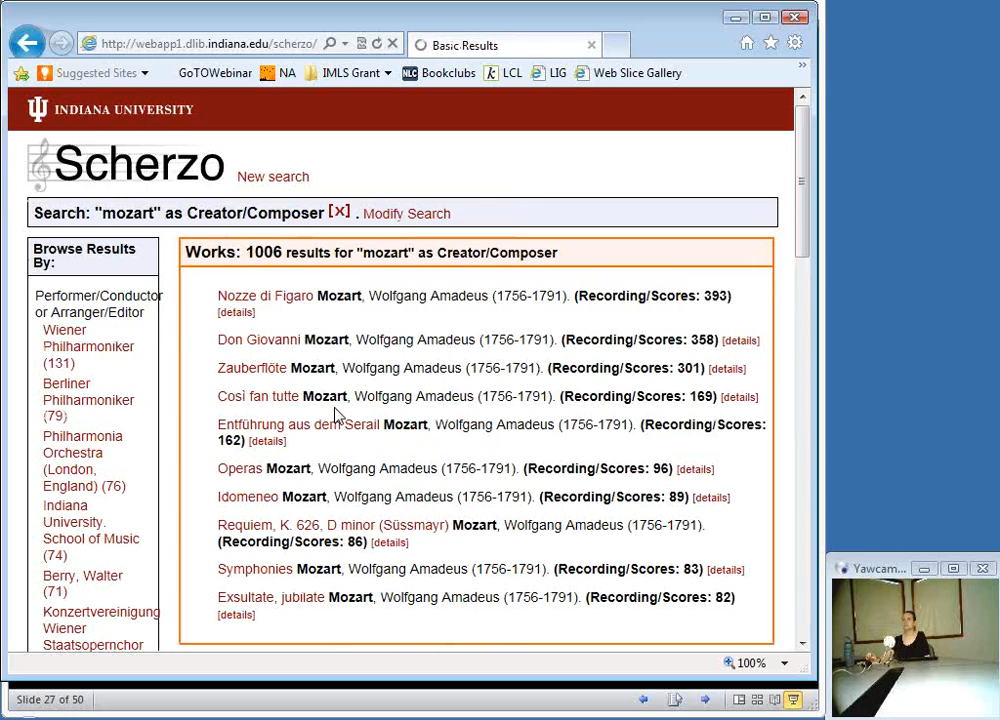 http://webapp1.dlib.indiana.edu/scherzo/
Basic Results
Suggested Sites
GoTOWebinar
NA
IMLS Grant
NLC Bookclubs
k LCL
LIG
Web Slice Gallery
INDIANA UNIVERSITY
Scherzo
New search
Search: "mozart" as Creator/Composer [X] . Modify Search
Browse Results
By:
Performer/Conductor
or Arranger/Editor
Wiener
Philharmoniker
(131)
Berliner
Philharmoniker
(79)
Philharmonia
Orchestra
(London,
England) (76)
Indiana
University.
School of Music
(74)
Berry, Walter
(71)
Konzertvereinigung
Wiener
Staatsopernchor
Works: 1006 results for "mozart" as Creator/Composer
Nozze di Figaro Mozart, Wolfgang Amadeus (1756-1791). (Recording/Scores: 393)
[details]
Don Giovanni Mozart, Wolfgang Amadeus (1756-1791). (Recording/Scores: 358) [details]
Zauberflöte Mozart, Wolfgang Amadeus (1756-1791). (Recording/Scores: 301) [details]
Così fan tutte Mozart, Wolfgang Amadeus (1756-1791). (Recording/Scores: 169) [details]
Entführung aus dem Serail Mozart, Wolfgang Amadeus (1756-1791). (Recording/Scores:
162) [details]
Operas Mozart, Wolfgang Amadeus (1756-1791). (Recording/Scores: 96) [details]
Idomeneo Mozart, Wolfgang Amadeus (1756-1791). (Recording/Scores: 89) [details]
Requiem, K. 626, D minor (Süssmayr) Mozart, Wolfgang Amadeus (1756-1791).
(Recording/Scores: 86) [details]
Symphonies Mozart, Wolfgang Amadeus (1756-1791). (Recording/Scores: 83) [details]
Exsultate, jubilate Mozart, Wolfgang Amadeus (1756-1791). (Recording/Scores: 82)
[details]
100%
Slide 27 of 50
Yawcam...